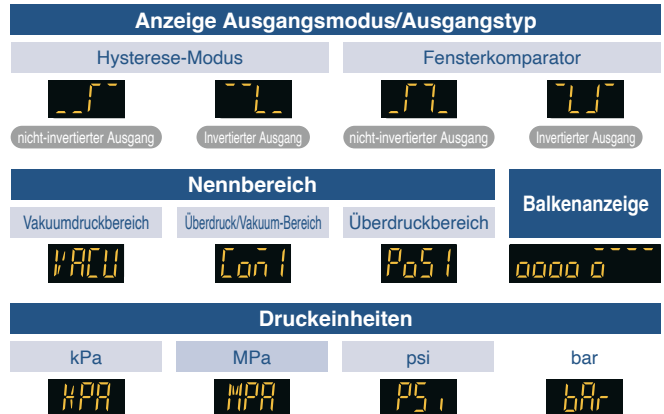 Anzeige Ausgangsmodus/Ausgangstyp
Hysterese-Modus Fensterkomparator
nicht-invertierter Ausgang Invertierter Ausgang nicht-invertierter Ausgang Invertierter Ausgang
Nennbereich
Balkenanzeige
Vakuumdruckbereich Überdruck/Vakuum-Bereich Überdruckbereich
VACU Com1 PoS1
Druckeinheiten
kPa MPa psi bar
KPA MPA PSi bAr